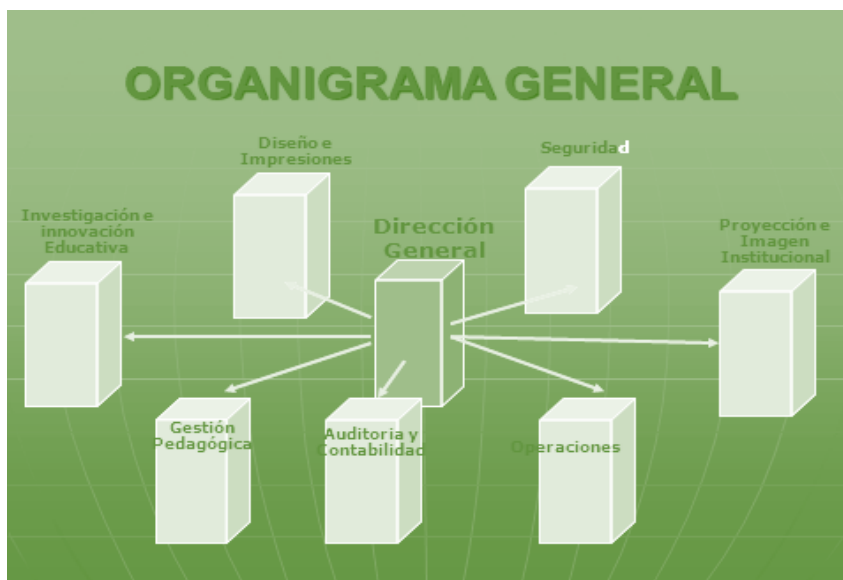 ORGANIGRAMA GENERAL
Diseño e
Impresiones
Seguridad
Investigación e
innovación
Educativa
Dirección
General
Proyección e
Imagen
Institucional
Gestión
Pedagógica
Auditoria y
Contabilidad
Operaciones